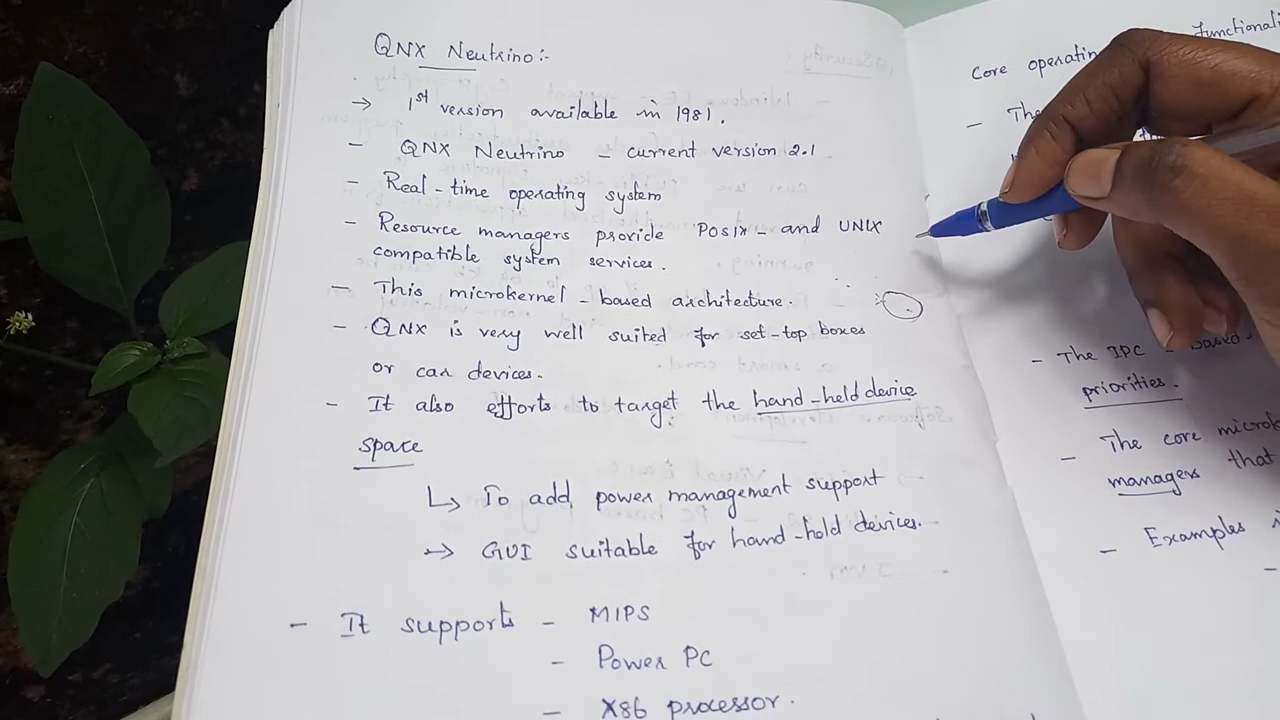 QNX Neutrino:-
→ 1st version available in 1981.
- QNX Neutrino - current version 2.1
- Real-time operating system
- Resource managers provide POSIX- and UNIX
compatible system services.
- This microkernel-based architecture.
- QNX is very well suited for set-top boxes
or car devices.
- It also efforts to target the hand-held device
space
↳ To add power management support
↪ GUI suitable for hand-hold devices.
- It supports - MIPS
- Power PC
- X86 processor.
functionali
Core operatin
- The
- The IPC - based
priorities.
- The core microk
managers that
- Examples
-